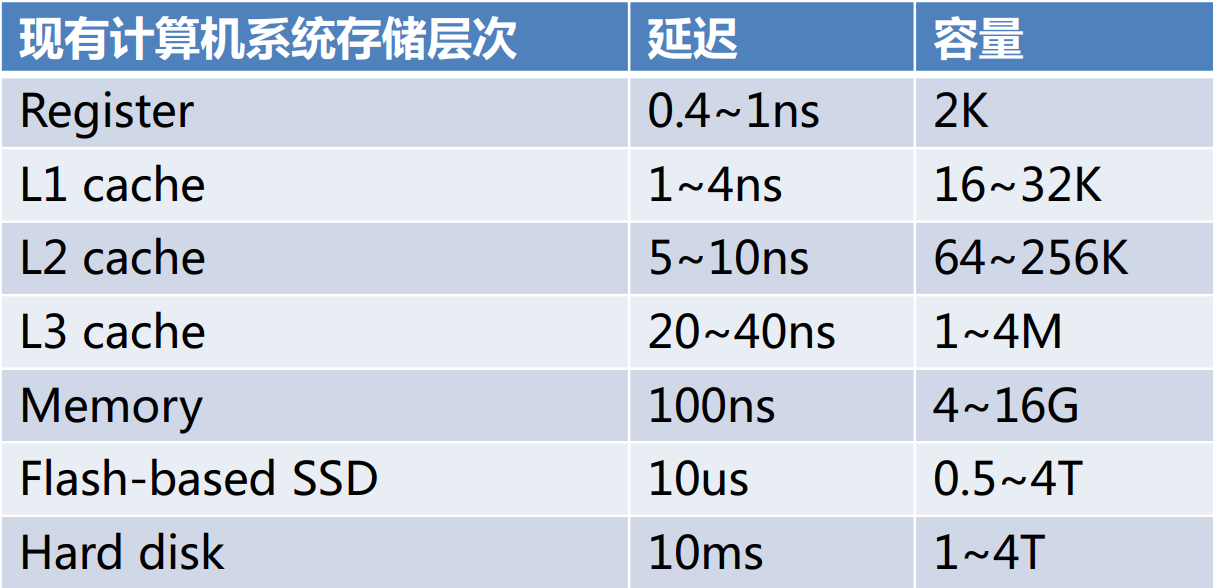 现有计算机系统存储层次 延迟 容量
Register 0.4~1ns 2K
L1 cache 1~4ns 16~32K
L2 cache 5~10ns 64~256K
L3 cache 20~40ns 1~4M
Memory 100ns 4~16G
Flash-based SSD 10us 0.5~4T
Hard disk 10ms 1~4T